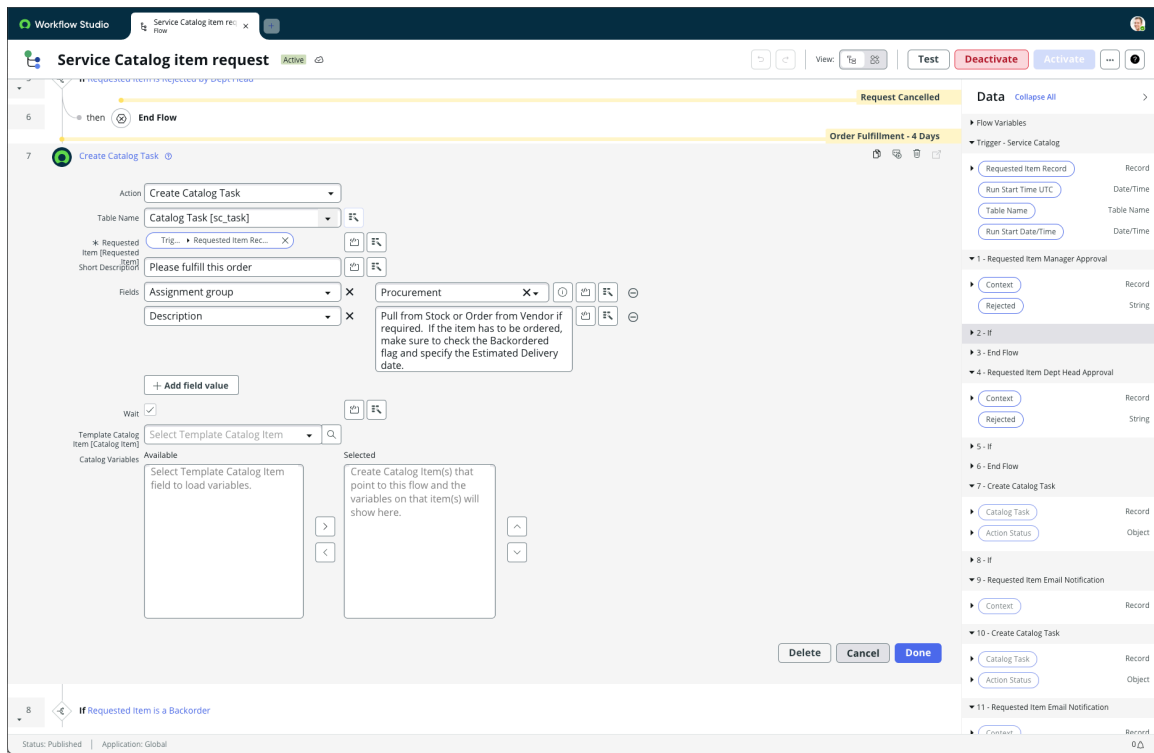 Workflow Studio
Service Catalog item rec
Flow
Service Catalog item request
Active
View:
Test
Deactivate
Activate
If Requested Item is Rejected by Dept Head
Request Cancelled
6
then
End Flow
Order Fulfillment - 4 Days
7
Create Catalog Task
Action
Create Catalog Task
Table Name
Catalog Task [sc_task]
* Requested
Item [Requested
Item]
Trig...
Requested Item Rec...
Short Description
Please fulfill this order
Fields
Assignment group
Procurement
Description
Pull from Stock or Order from Vendor if
required. If the item has to be ordered,
make sure to check the Backordered
flag and specify the Estimated Delivery
date.
+ Add field value
Wait
Template Catalog
Item [Catalog Item]
Select Template Catalog Item
Catalog Variables
Available
Selected
Select Template Catalog Item
field to load variables.
Create Catalog Item(s) that
point to this flow and the
variables on that item(s) will
show here.
Delete
Cancel
Done
8
If Requested Item is a Backorder
Data
Collapse All
Flow Variables
Trigger - Service Catalog
Requested Item Record
Record
Run Start Time UTC
Date/Time
Table Name
Table Name
Run Start Date/Time
Date/Time
1 - Requested Item Manager Approval
Context
Record
Rejected
String
2 - If
3 - End Flow
4 - Requested Item Dept Head Approval
Context
Record
Rejected
String
5 - If
6 - End Flow
7 - Create Catalog Task
Catalog Task
Record
Action Status
Object
8 - If
9 - Requested Item Email Notification
Context
Record
10 - Create Catalog Task
Catalog Task
Record
Action Status
Object
11 - Requested Item Email Notification
Context
Record
Status: Published
Application: Global
0